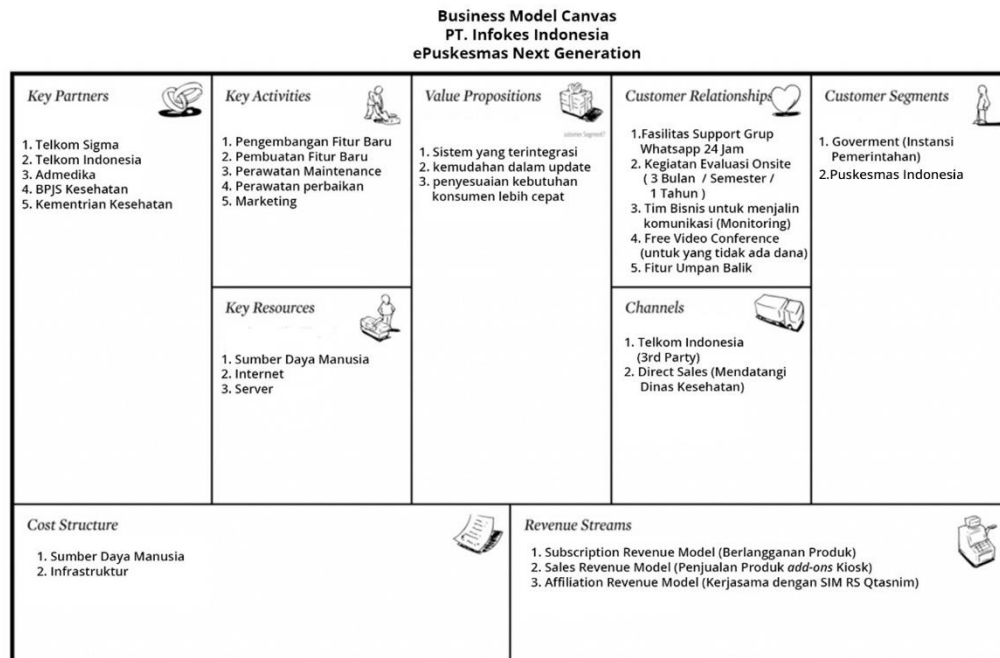 Business Model Canvas
PT. Infokes Indonesia
ePuskesmas Next Generation
Key Partners
1. Telkom Sigma
2. Telkom Indonesia
3. Admedika
4. BPJS Kesehatan
5. Kementrian Kesehatan
Key Activities
1. Pengembangan Fitur Baru
2. Pembuatan Fitur Baru
3. Perawatan Maintenance
4. Perawatan perbaikan
5. Marketing
Key Resources
1. Sumber Daya Manusia
2. Internet
3. Server
Value Propositions
ustomer Segment?
1. Sistem yang terintegrasi
2. kemudahan dalam update
3. penyesuaian kebutuhan
konsumen lebih cepat
Customer Relationships
1.Fasilitas Support Grup
Whatsapp 24 Jam
2. Kegiatan Evaluasi Onsite
( 3 Bulan / Semester /
1 Tahun )
3. Tim Bisnis untuk menjalin
komunikasi (Monitoring)
4. Free Video Conference
(untuk yang tidak ada dana)
5. Fitur Umpan Balik
Channels
1. Telkom Indonesia
(3rd Party)
2. Direct Sales (Mendatangi
Dinas Kesehatan)
Customer Segments
1. Goverment (Instansi
Pemerintahan)
2.Puskesmas Indonesia
Cost Structure
1. Sumber Daya Manusia
2. Infrastruktur
Revenue Streams
1. Subscription Revenue Model (Berlangganan Produk)
2. Sales Revenue Model (Penjualan Produk add-ons Kiosk)
3. Affiliation Revenue Model (Kerjasama dengan SIM RS Qtasnim)